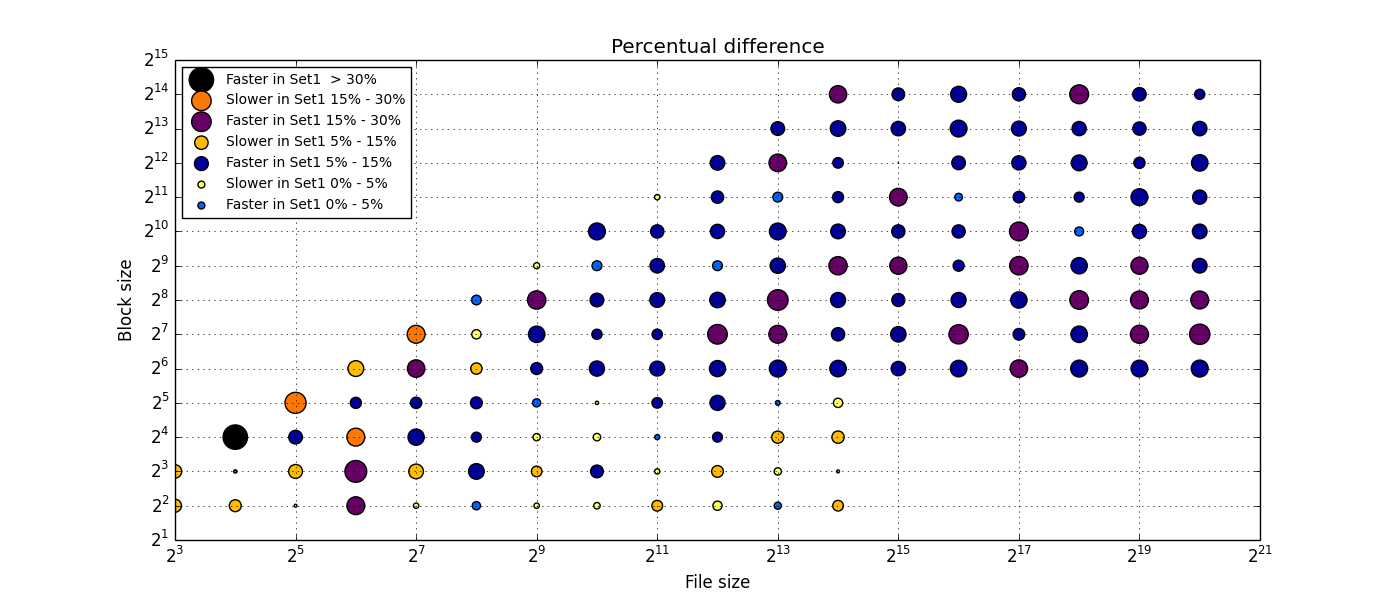 Percentual difference
Faster in Set1 > 30%
Slower in Set1 15% - 30%
Faster in Set1 15% - 30%
Slower in Set1 5% - 15%
Faster in Set1 5% - 15%
Slower in Set1 0% - 5%
Faster in Set1 0% - 5%
Block size
2^15
2^14
2^13
2^12
2^11
2^10
2^9
2^8
2^7
2^6
2^5
2^4
2^3
2^2
2^1
2^3 2^5 2^7 2^9 2^11 2^13 2^15 2^17 2^19 2^21
File size